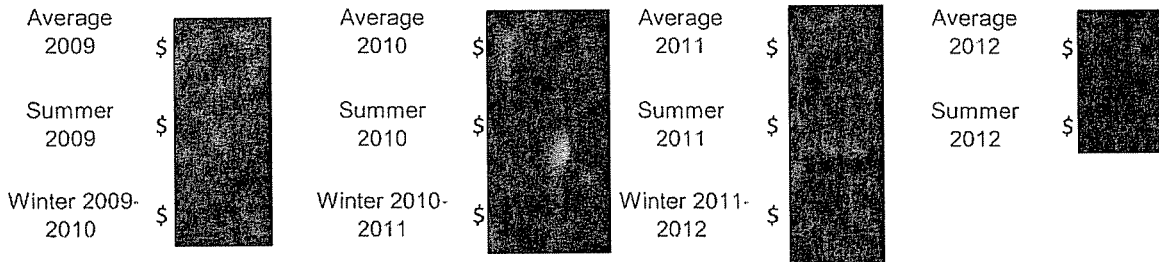 Average 2009 $
Summer 2009 $
Winter 2009-2010 $
Average 2010 $
Summer 2010 $
Winter 2010-2011 $
Average 2011 $
Summer 2011 $
Winter 2011-2012 $
Average 2012 $
Summer 2012 $